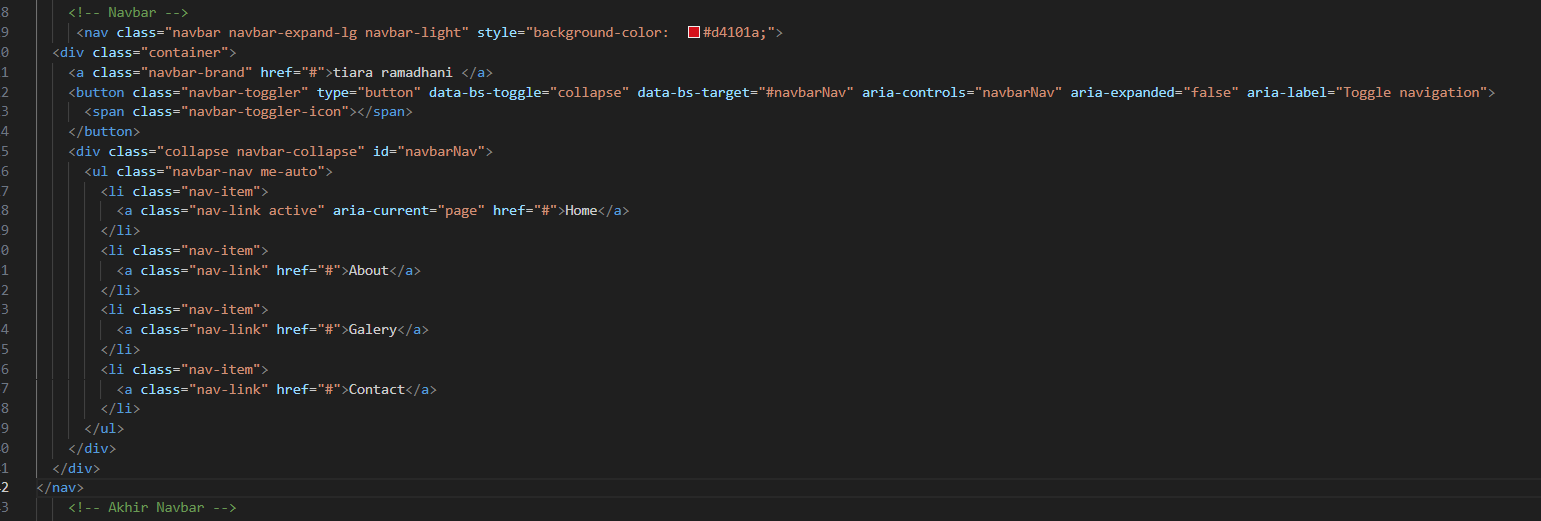 8 <!-- Navbar -->
9 <nav class="navbar navbar-expand-lg navbar-light" style="background-color: #d4101a;">
0 <div class="container">
1 <a class="navbar-brand" href="#">tiara ramadhani </a>
2 <button class="navbar-toggler" type="button" data-bs-toggle="collapse" data-bs-target="#navbarNav" aria-controls="navbarNav" aria-expanded="false" aria-label="Toggle navigation">
3 <span class="navbar-toggler-icon"></span>
4 </button>
5 <div class="collapse navbar-collapse" id="navbarNav">
6 <ul class="navbar-nav me-auto">
7 <li class="nav-item">
8 <a class="nav-link active" aria-current="page" href="#">Home</a>
9 </li>
0 <li class="nav-item">
1 <a class="nav-link" href="#">About</a>
2 </li>
3 <li class="nav-item">
4 <a class="nav-link" href="#">Galery</a>
5 </li>
6 <li class="nav-item">
7 <a class="nav-link" href="#">Contact</a>
8 </li>
9 </ul>
0 </div>
1 </div>
2 </nav>
3 <!-- Akhir Navbar -->